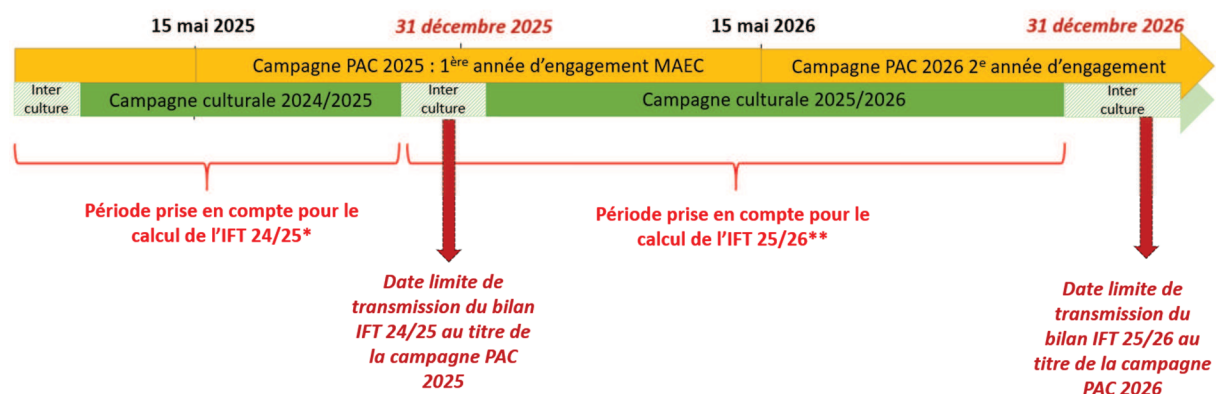 15 mai 2025
31 décembre 2025
15 mai 2026
31 décembre 2026
Campagne PAC 2025 : 1ère année d’engagement MAEC
Campagne PAC 2026 2e année d’engagement
Inter
culture
Campagne culturale 2024/2025
Inter
culture
Campagne culturale 2025/2026
Inter
culture
Période prise en compte pour le
calcul de l’IFT 24/25*
Période prise en compte pour le
calcul de l’IFT 25/26**
Date limite de
transmission du bilan
IFT 24/25 au titre de
la campagne PAC
2025
Date limite de
transmission du
bilan IFT 25/26 au
titre de la campagne
PAC 2026